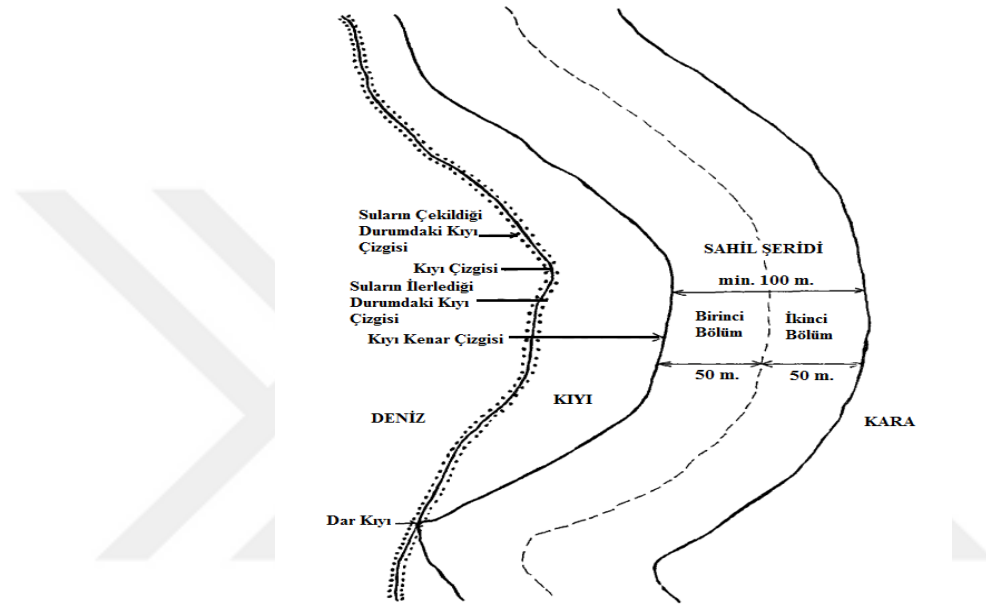 Suların Çekildiği
Durumdaki Kıyı
Çizgisi
Kıyı Çizgisi
Suların İlerlediği
Durumdaki Kıyı
Çizgisi
Kıyı Kenar Çizgisi
SAHİL ŞERİDİ
min. 100 m.
Birinci
Bölüm
İkinci
Bölüm
50 m.
50 m.
DENİZ
KIYI
KARA
Dar Kıyı